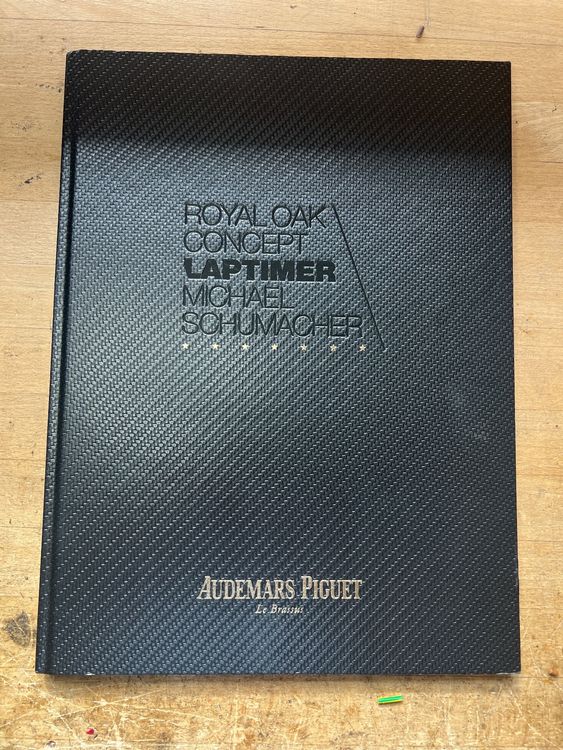 ROYAL OAK
CONCEPT
LAPTIMER
MICHAEL
SCHUMACHER
AUDEMARS PIGUET
Le Brassus